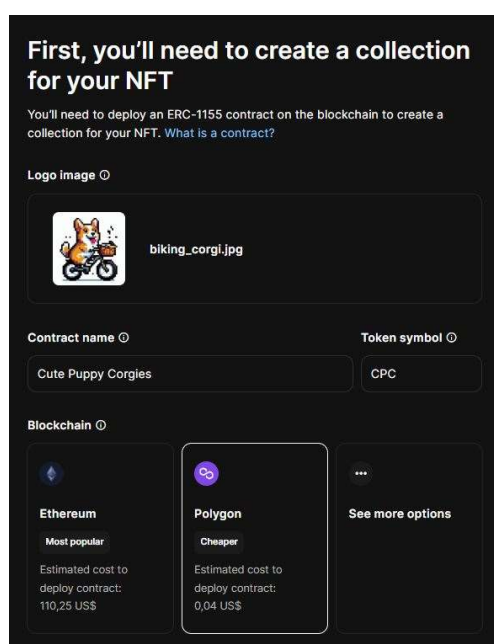 First, you'll need to create a collection
for your NFT
You'll need to deploy an ERC-1155 contract on the blockchain to create a
collection for your NFT. What is a contract?
Logo image
biking_corgi.jpg
Contract name
Token symbol
Cute Puppy Corgies
CPC
Blockchain
Ethereum
Most popular
Estimated cost to
deploy contract:
110,25 US$
Polygon
Cheaper
Estimated cost to
deploy contract:
0,04 US$
See more options